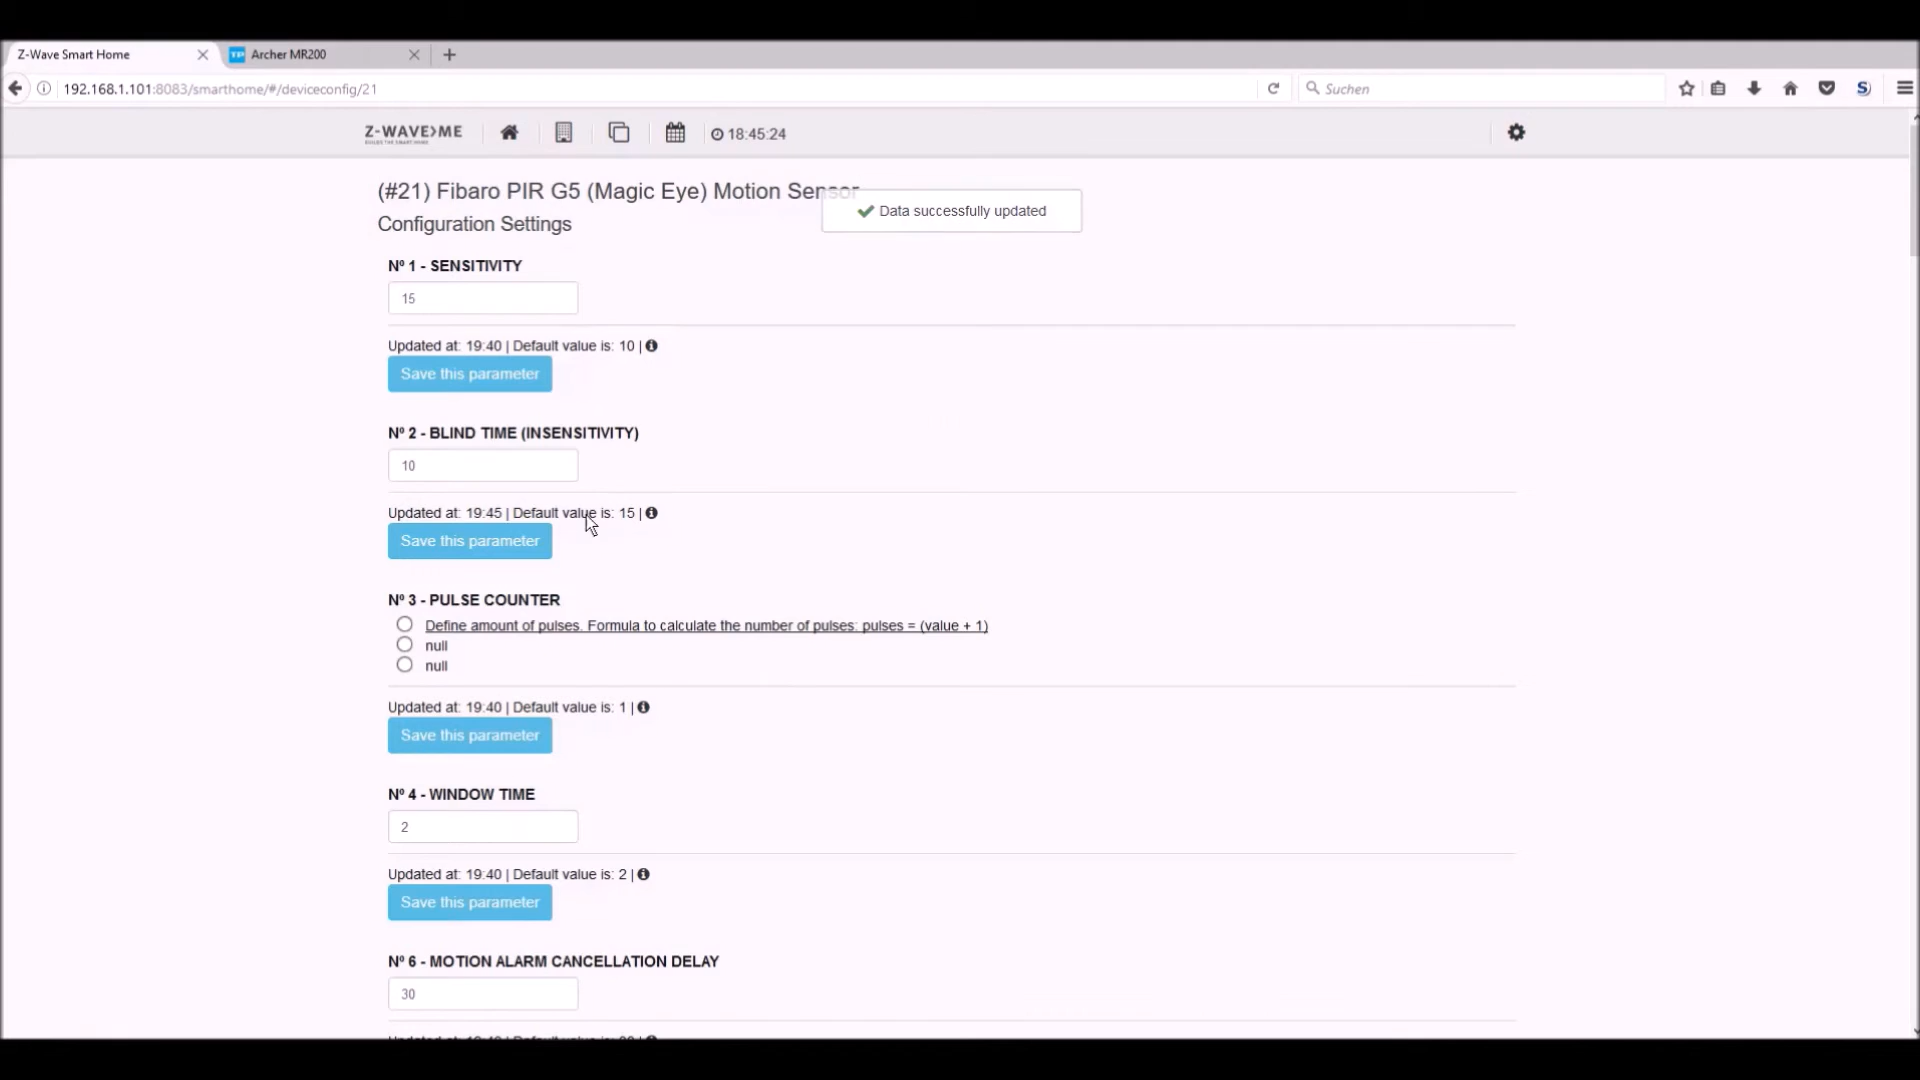 Z-Wave Smart Home
TP Archer MR200
192.168.1.101:8083/smarthome/#/deviceconfig/21
Suchen
Z-WAVE>ME
18:45:24
(#21) Fibaro PIR G5 (Magic Eye) Motion Sensor
Data successfully updated
Configuration Settings
Nº 1 - SENSITIVITY
15
Updated at: 19:40 | Default value is: 10 |
Save this parameter
Nº 2 - BLIND TIME (INSENSITIVITY)
10
Updated at: 19:45 | Default value is: 15 |
Save this parameter
Nº 3 - PULSE COUNTER
Define amount of pulses. Formula to calculate the number of pulses: pulses = (value + 1)
null
null
Updated at: 19:40 | Default value is: 1 |
Save this parameter
Nº 4 - WINDOW TIME
2
Updated at: 19:40 | Default value is: 2 |
Save this parameter
Nº 6 - MOTION ALARM CANCELLATION DELAY
30